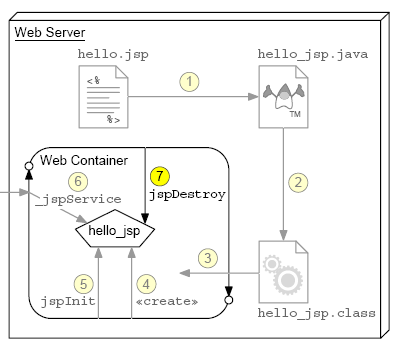 Web Server
hello.jsp
hello_jsp.java
<%
%>
1
TM
Web Container
6
7
2
_jspService
jspDestroy
hello_jsp
3
5
4
jspInit
«create»
hello_jsp.class